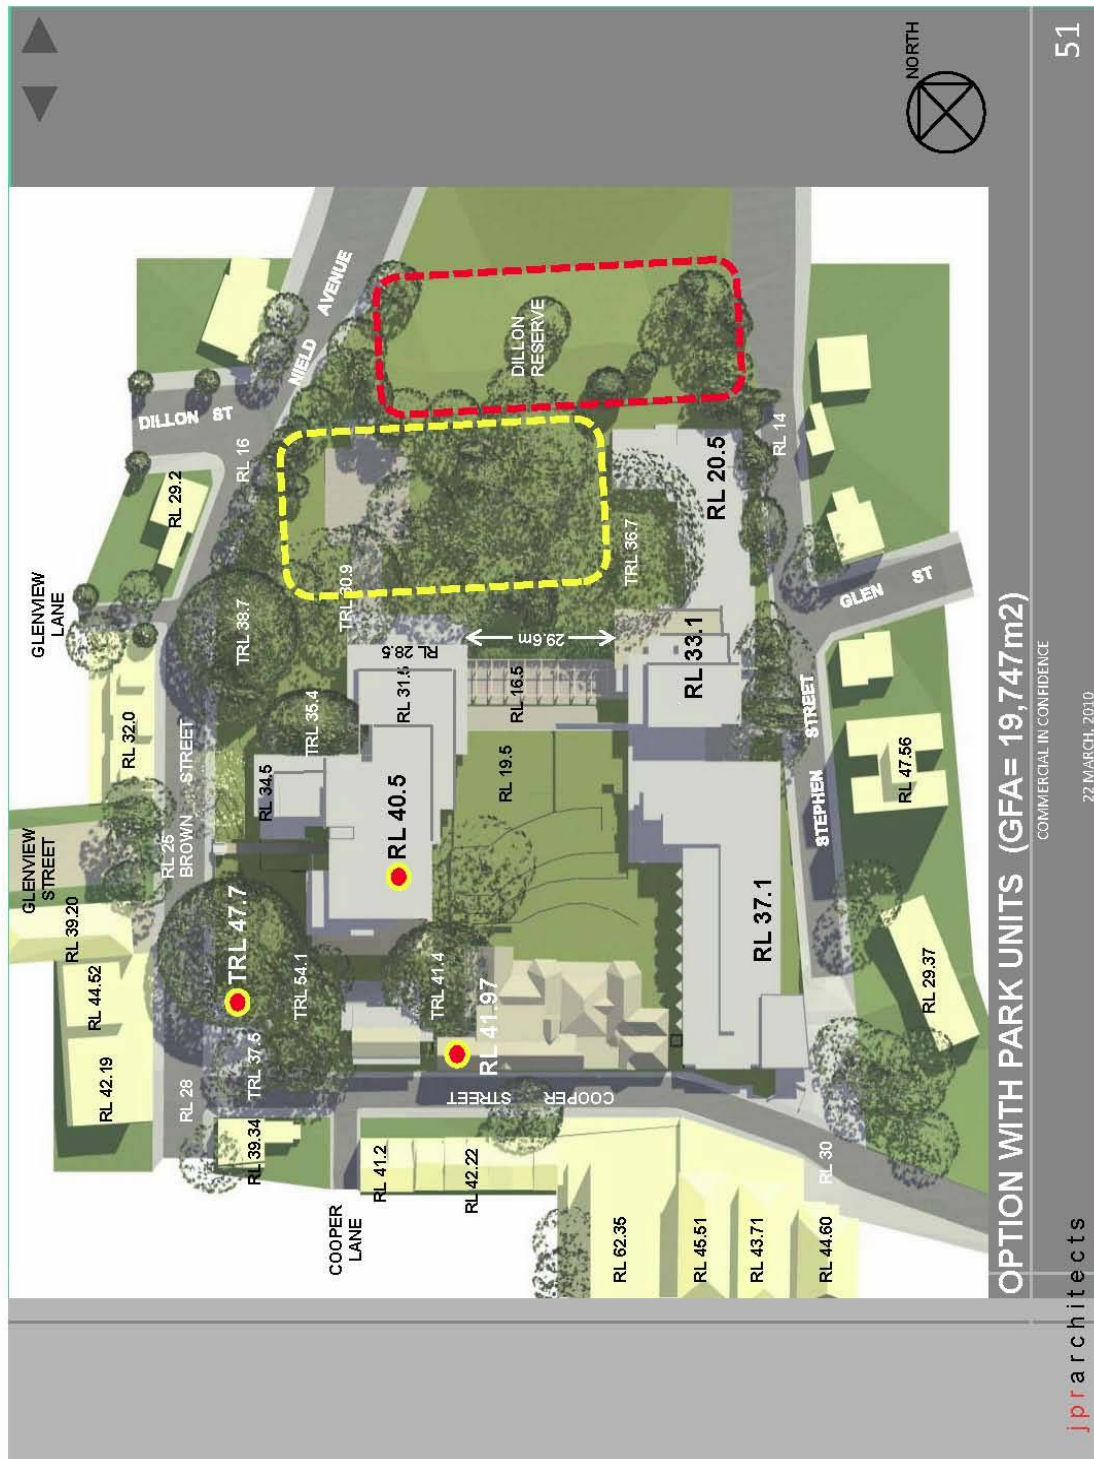 GLENVIEW
STREET
GLENVIEW
LANE
DILLON ST
NIELD AVENUE
RL 39.20
RL 44.52
RL 42.19
RL 32.0
RL 29.2
RL 25
BROWN STREET
RL 16
RL 28
TRL 47.7
TRL 37.5
TRL 54.1
TRL 38.7
TRL 30.9
TRL 35.4
RL 34.5
RL 31.5
RL 28.5
RL 40.5
TRL 41.4
RL 41.97
RL 39.34
COOPER
LANE
RL 41.2
RL 42.22
COOPER
STREET
RL 62.35
RL 45.51
RL 43.71
RL 44.60
RL 30
RL 19.5
RL 16.5
29.6m
TRL 36.7
DILLON
RESERVE
RL 33.1
RL 20.5
RL 37.1
RL 14
GLEN ST
STEPHEN STREET
RL 47.56
RL 29.37
NORTH
OPTION WITH PARK UNITS (GFA= 19,747m2)
COMMERCIAL IN CONFIDENCE
22 MARCH, 2010
51
jprarchitects